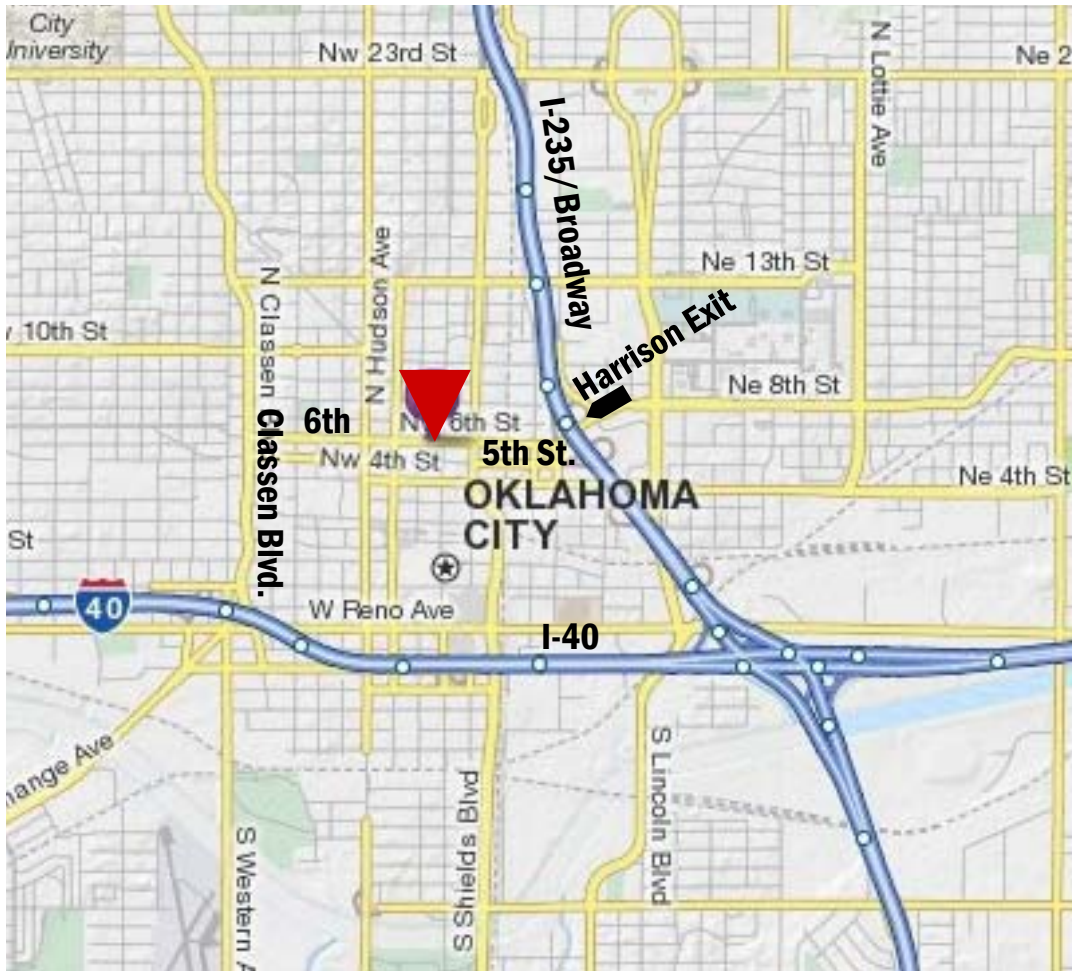 City
University
Nw 23rd St
Ne 2
N Lottie Ave
I-235/Broadway
Ne 13th St
N Hudson Ave
N Classen
10th St
Harrison Exit
Ne 8th St
6th
6th St
Nw 4th St
5th St.
Classen Blvd.
Ne 4th St
OKLAHOMA
CITY
St
40
W Reno Ave
I-40
hange Ave
S Shields Blvd
S Lincoln Blvd
S Western A